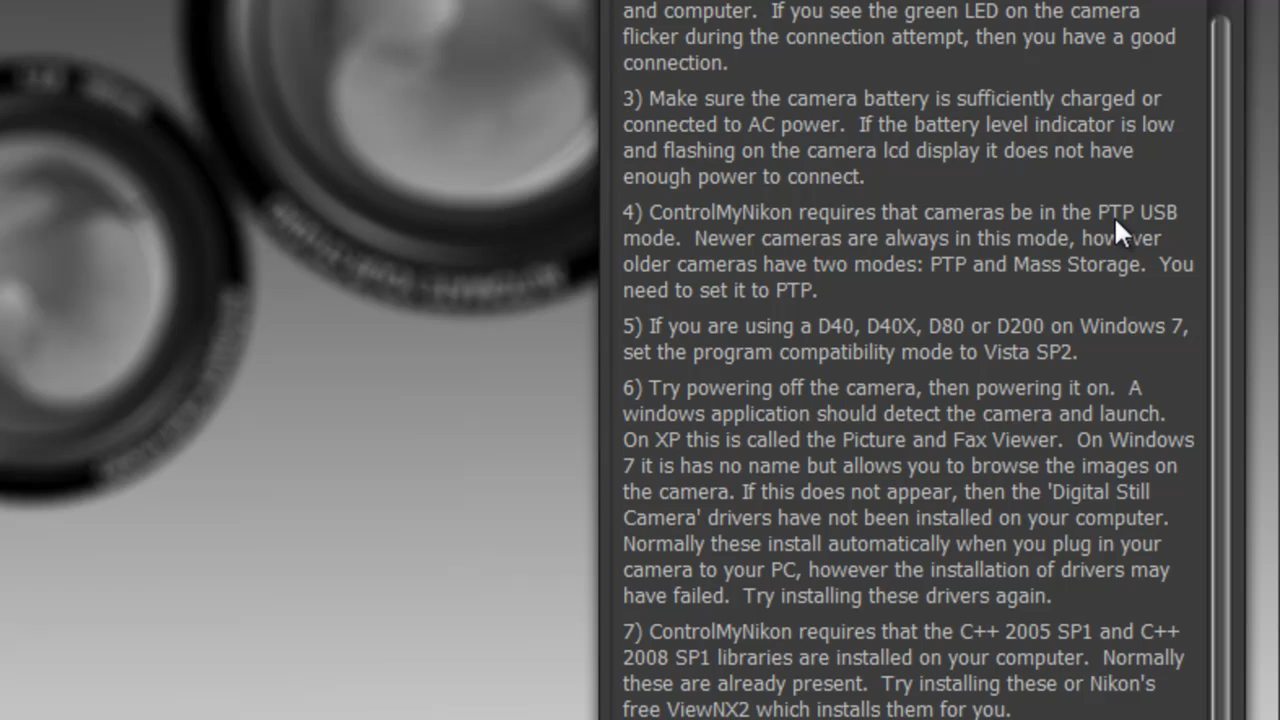 and computer.  If you see the green LED on the camera
flicker during the connection attempt, then you have a good
connection.
3) Make sure the camera battery is sufficiently charged or
connected to AC power.  If the battery level indicator is low
and flashing on the camera lcd display it does not have
enough power to connect.
4) ControlMyNikon requires that cameras be in the PTP USB
mode.  Newer cameras are always in this mode, however
older cameras have two modes: PTP and Mass Storage.  You
need to set it to PTP.
5) If you are using a D40, D40X, D80 or D200 on Windows 7,
set the program compatibility mode to Vista SP2.
6) Try powering off the camera, then powering it on.  A
windows application should detect the camera and launch.
On XP this is called the Picture and Fax Viewer.  On Windows
7 it is has no name but allows you to browse the images on
the camera. If this does not appear, then the 'Digital Still
Camera' drivers have not been installed on your computer.
Normally these install automatically when you plug in your
camera to your PC, however the installation of drivers may
have failed.  Try installing these drivers again.
7) ControlMyNikon requires that the C++ 2005 SP1 and C++
2008 SP1 libraries are installed on your computer.  Normally
these are already present.  Try installing these or Nikon's
free ViewNX2 which installs them for you.